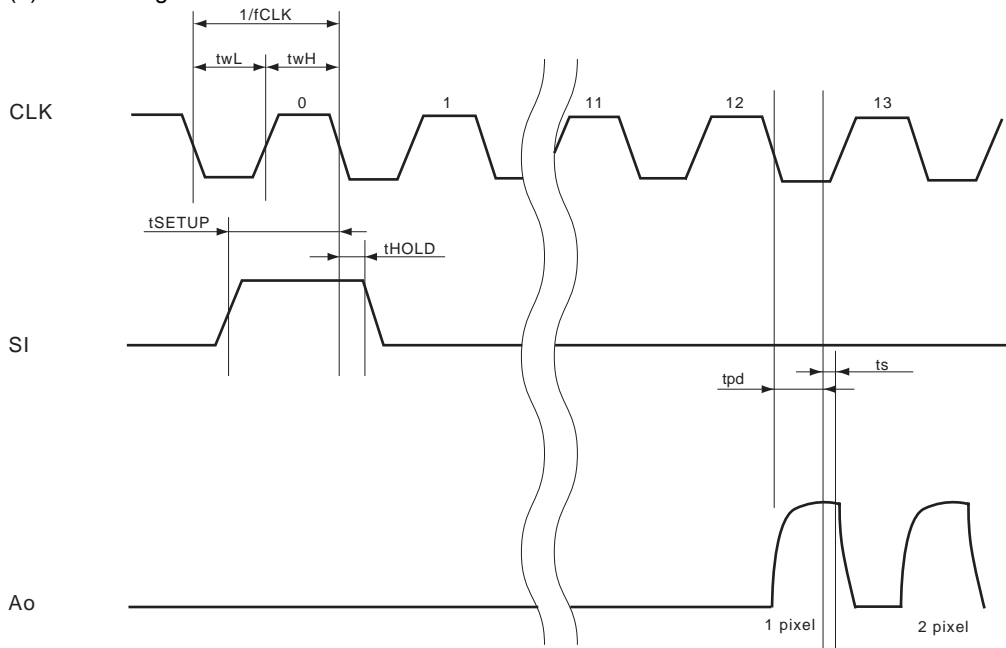 1/fCLK
twL twH
CLK
0 1 11 12 13
tSETUP
tHOLD
SI
tpd
ts
Ao
1 pixel 2 pixel